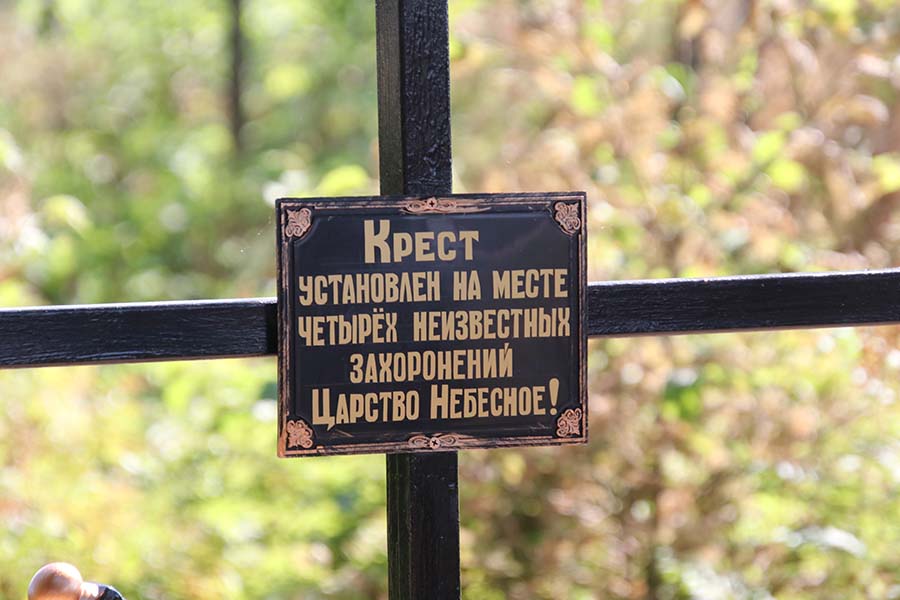 Крест
установлен на месте
четырёх неизвестных
захоронений
Царство Небесное!